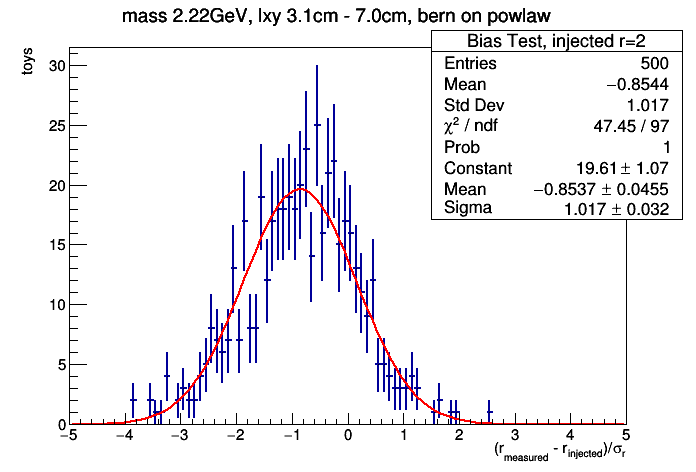 mass 2.22GeV, lxy 3.1cm - 7.0cm, bern on powlaw
Bias Test, injected r=2
Entries 500
Mean −0.8544
Std Dev 1.017
χ² / ndf 47.45 / 97
Prob 1
Constant 19.61 ± 1.07
Mean −0.8537 ± 0.0455
Sigma 1.017 ± 0.032
toys
30
25
20
15
10
5
0
−5 −4 −3 −2 −1 0 1 2 3 4 5
(r_measured - r_injected)/σ_r